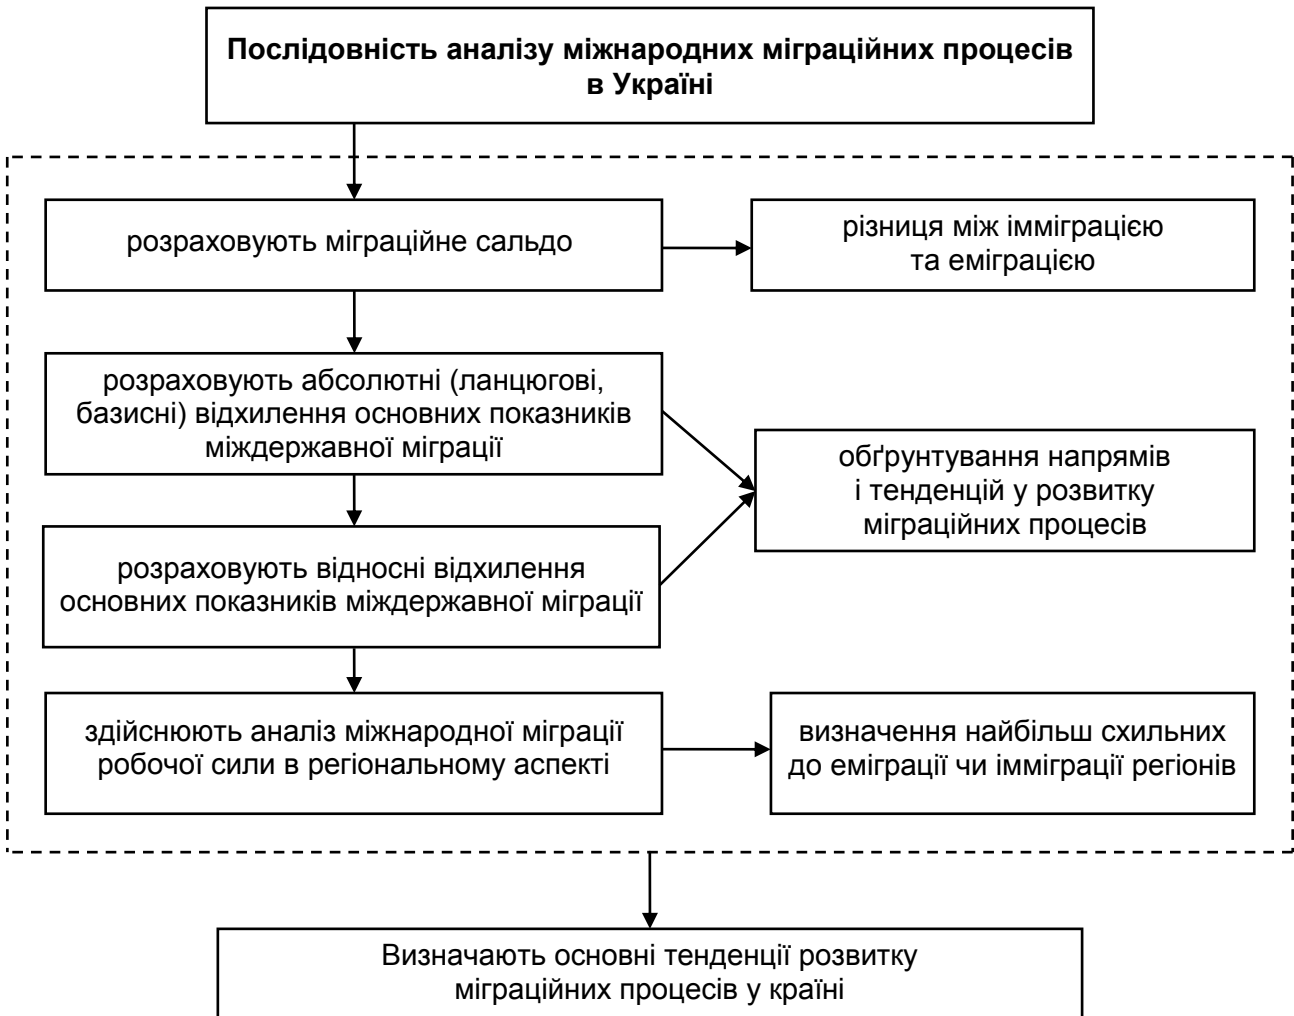 Послідовність аналізу міжнародних міграційних процесів
в Україні
розраховують міграційне сальдо
різниця між імміграцією
та еміграцією
розраховують абсолютні (ланцюгові,
базисні) відхилення основних показників
міждержавної міграції
обґрунтування напрямів
і тенденцій у розвитку
міграційних процесів
розраховують відносні відхилення
основних показників міждержавної міграції
здійснюють аналіз міжнародної міграції
робочої сили в регіональному аспекті
визначення найбільш схильних
до еміграції чи імміграції регіонів
Визначають основні тенденції розвитку
міграційних процесів у країні